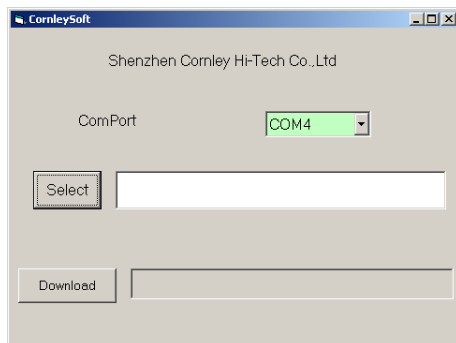 CornleySoft
Shenzhen Cornley Hi-Tech Co.,Ltd
ComPort
COM4
Select
Download